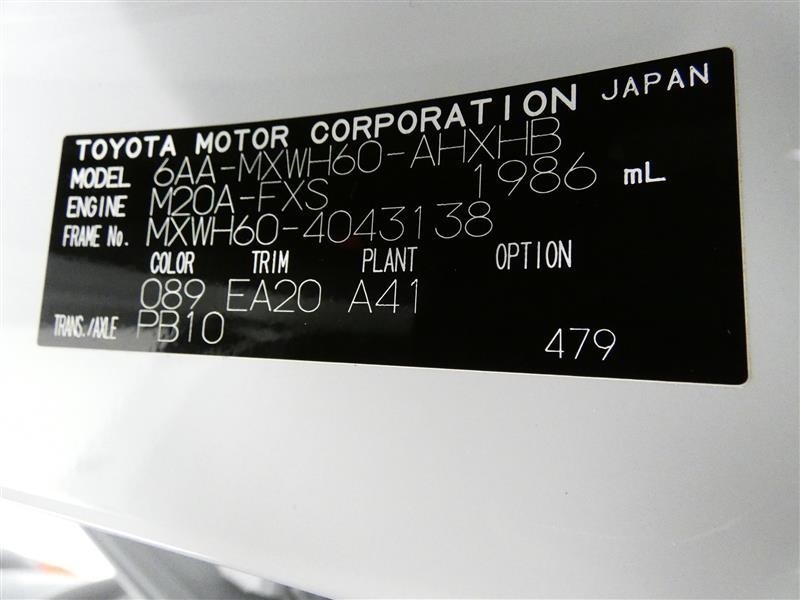 TOYOTA MOTOR CORPORATION JAPAN
MODEL 6AA-MXWH60-AHXHB
ENGINE M20A-FXS 1986 mL
FRAME No. MXWH60-4043138
COLOR TRIM PLANT OPTION
089 EA20 A41
TRANS./AXLE PB10 479